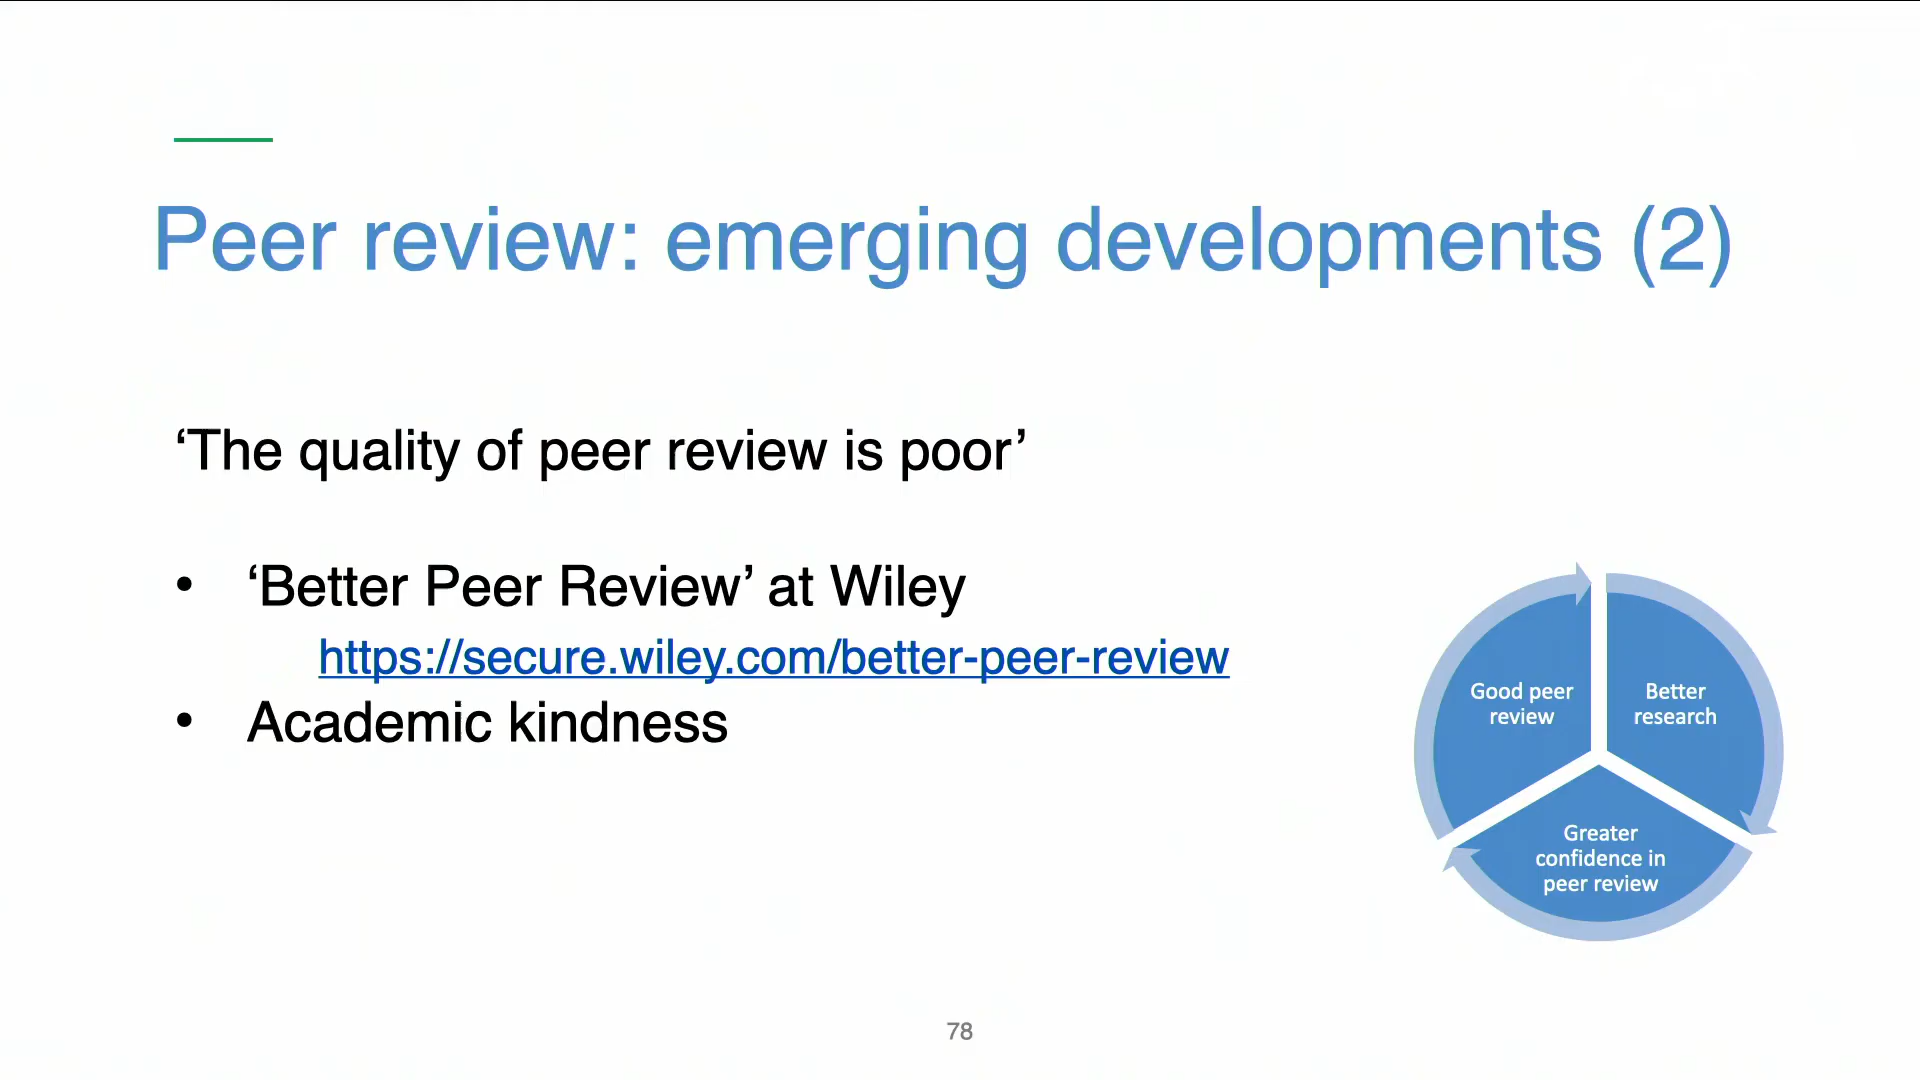 Peer review: emerging developments (2)
‘The quality of peer review is poor’
• ‘Better Peer Review’ at Wiley
https://secure.wiley.com/better-peer-review
• Academic kindness
Good peer
review
Better
research
Greater
confidence in
peer review
78